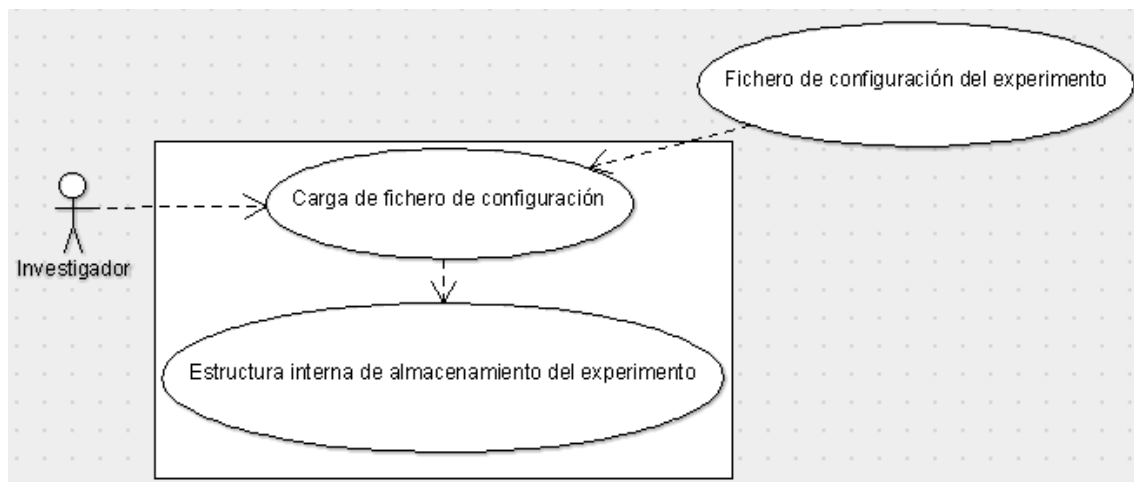 Fichero de configuración del experimento
Carga de fichero de configuración
Investigador
Estructura interna de almacenamiento del experimento